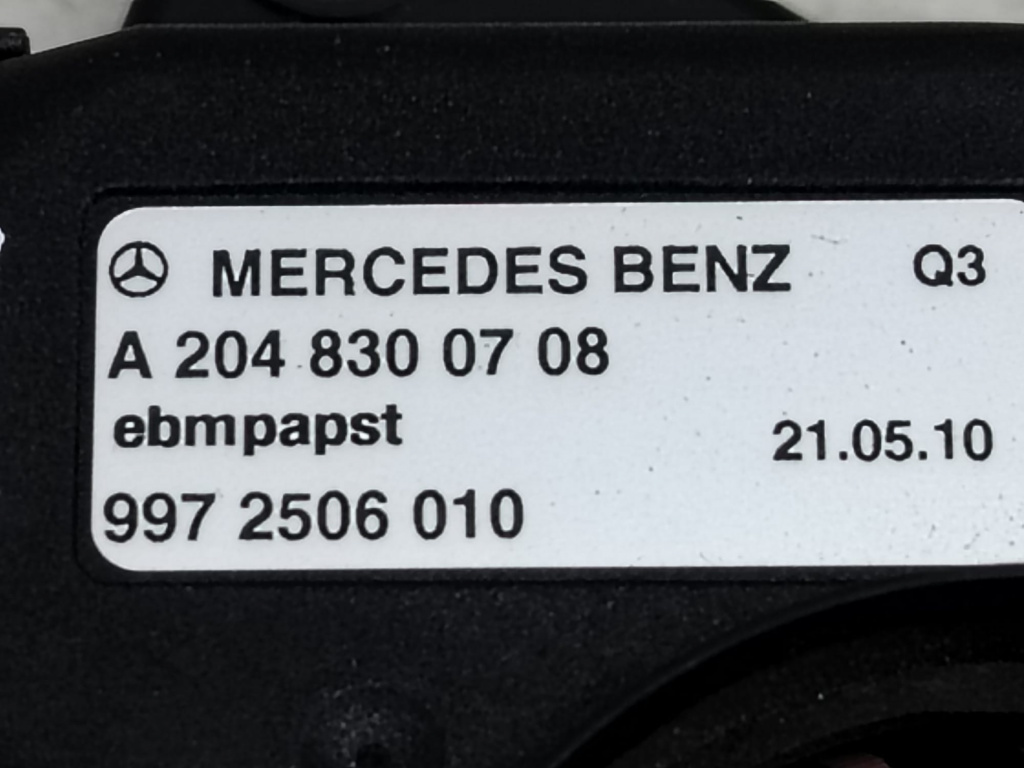 MERCEDES BENZ Q3
A 204 830 07 08
ebmpapst 21.05.10
997 2506 010